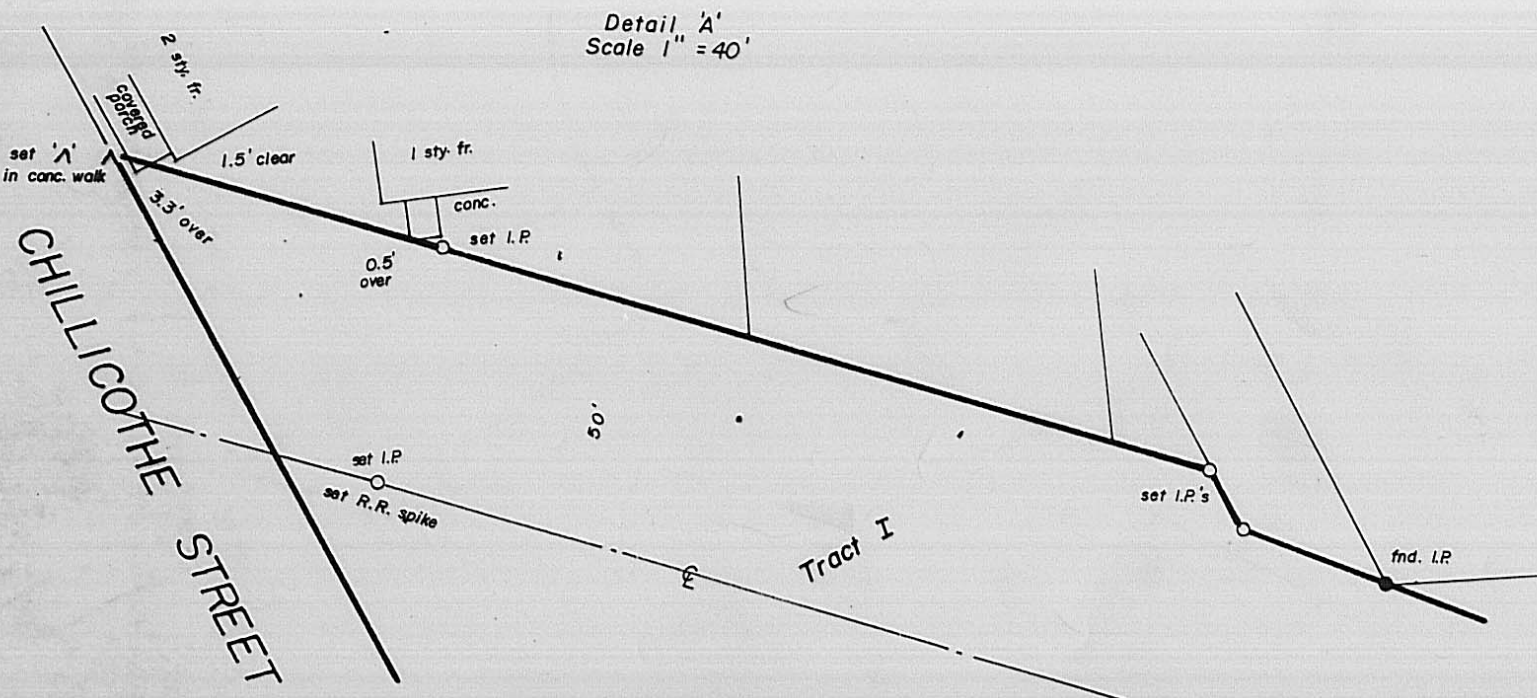 Detail 'A'
Scale 1" = 40'
2 sty. fr.
covered
porch
set 'Λ'
in conc. walk
1.5' clear
3.3' over
1 sty. fr.
conc.
set I.P.
0.5'
over
CHILLICOTHE
STREET
set I.P.
set R.R. spike
50'
℄
Tract I
set I.P.'s
fnd. I.P.